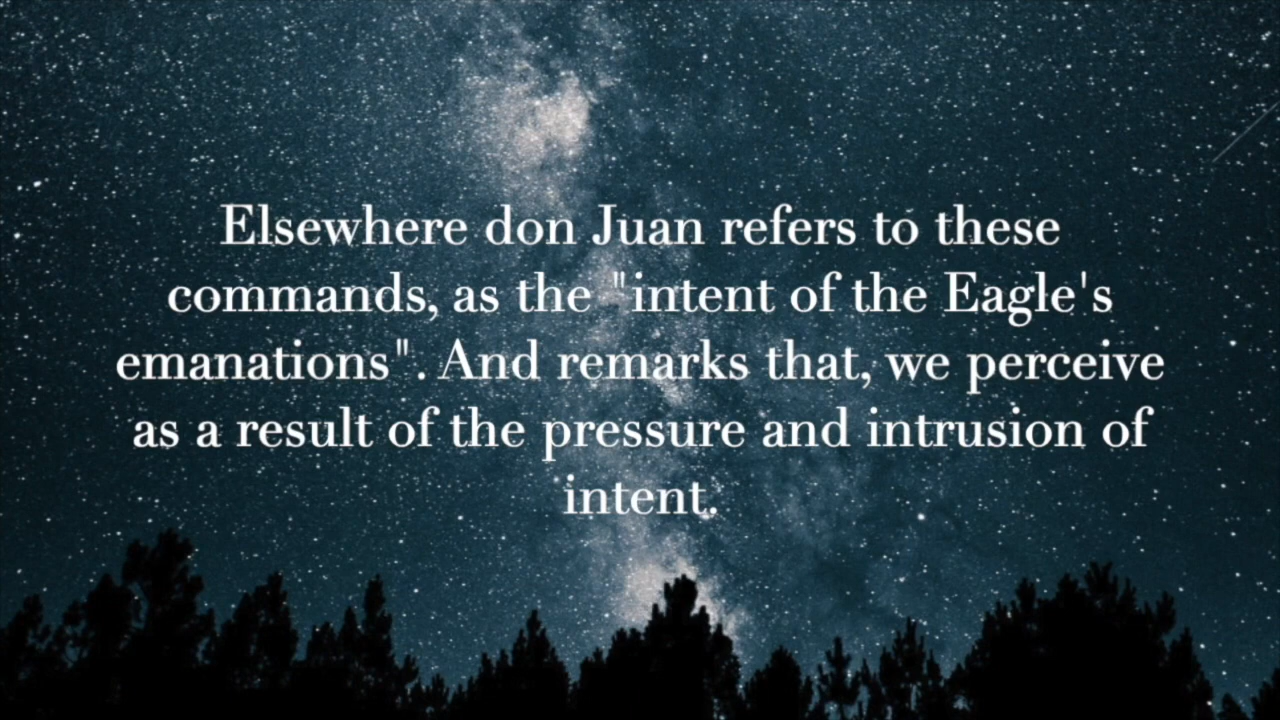 Elsewhere don Juan refers to these
commands, as the "intent of the Eagle's
emanations". And remarks that, we perceive
as a result of the pressure and intrusion of
intent.